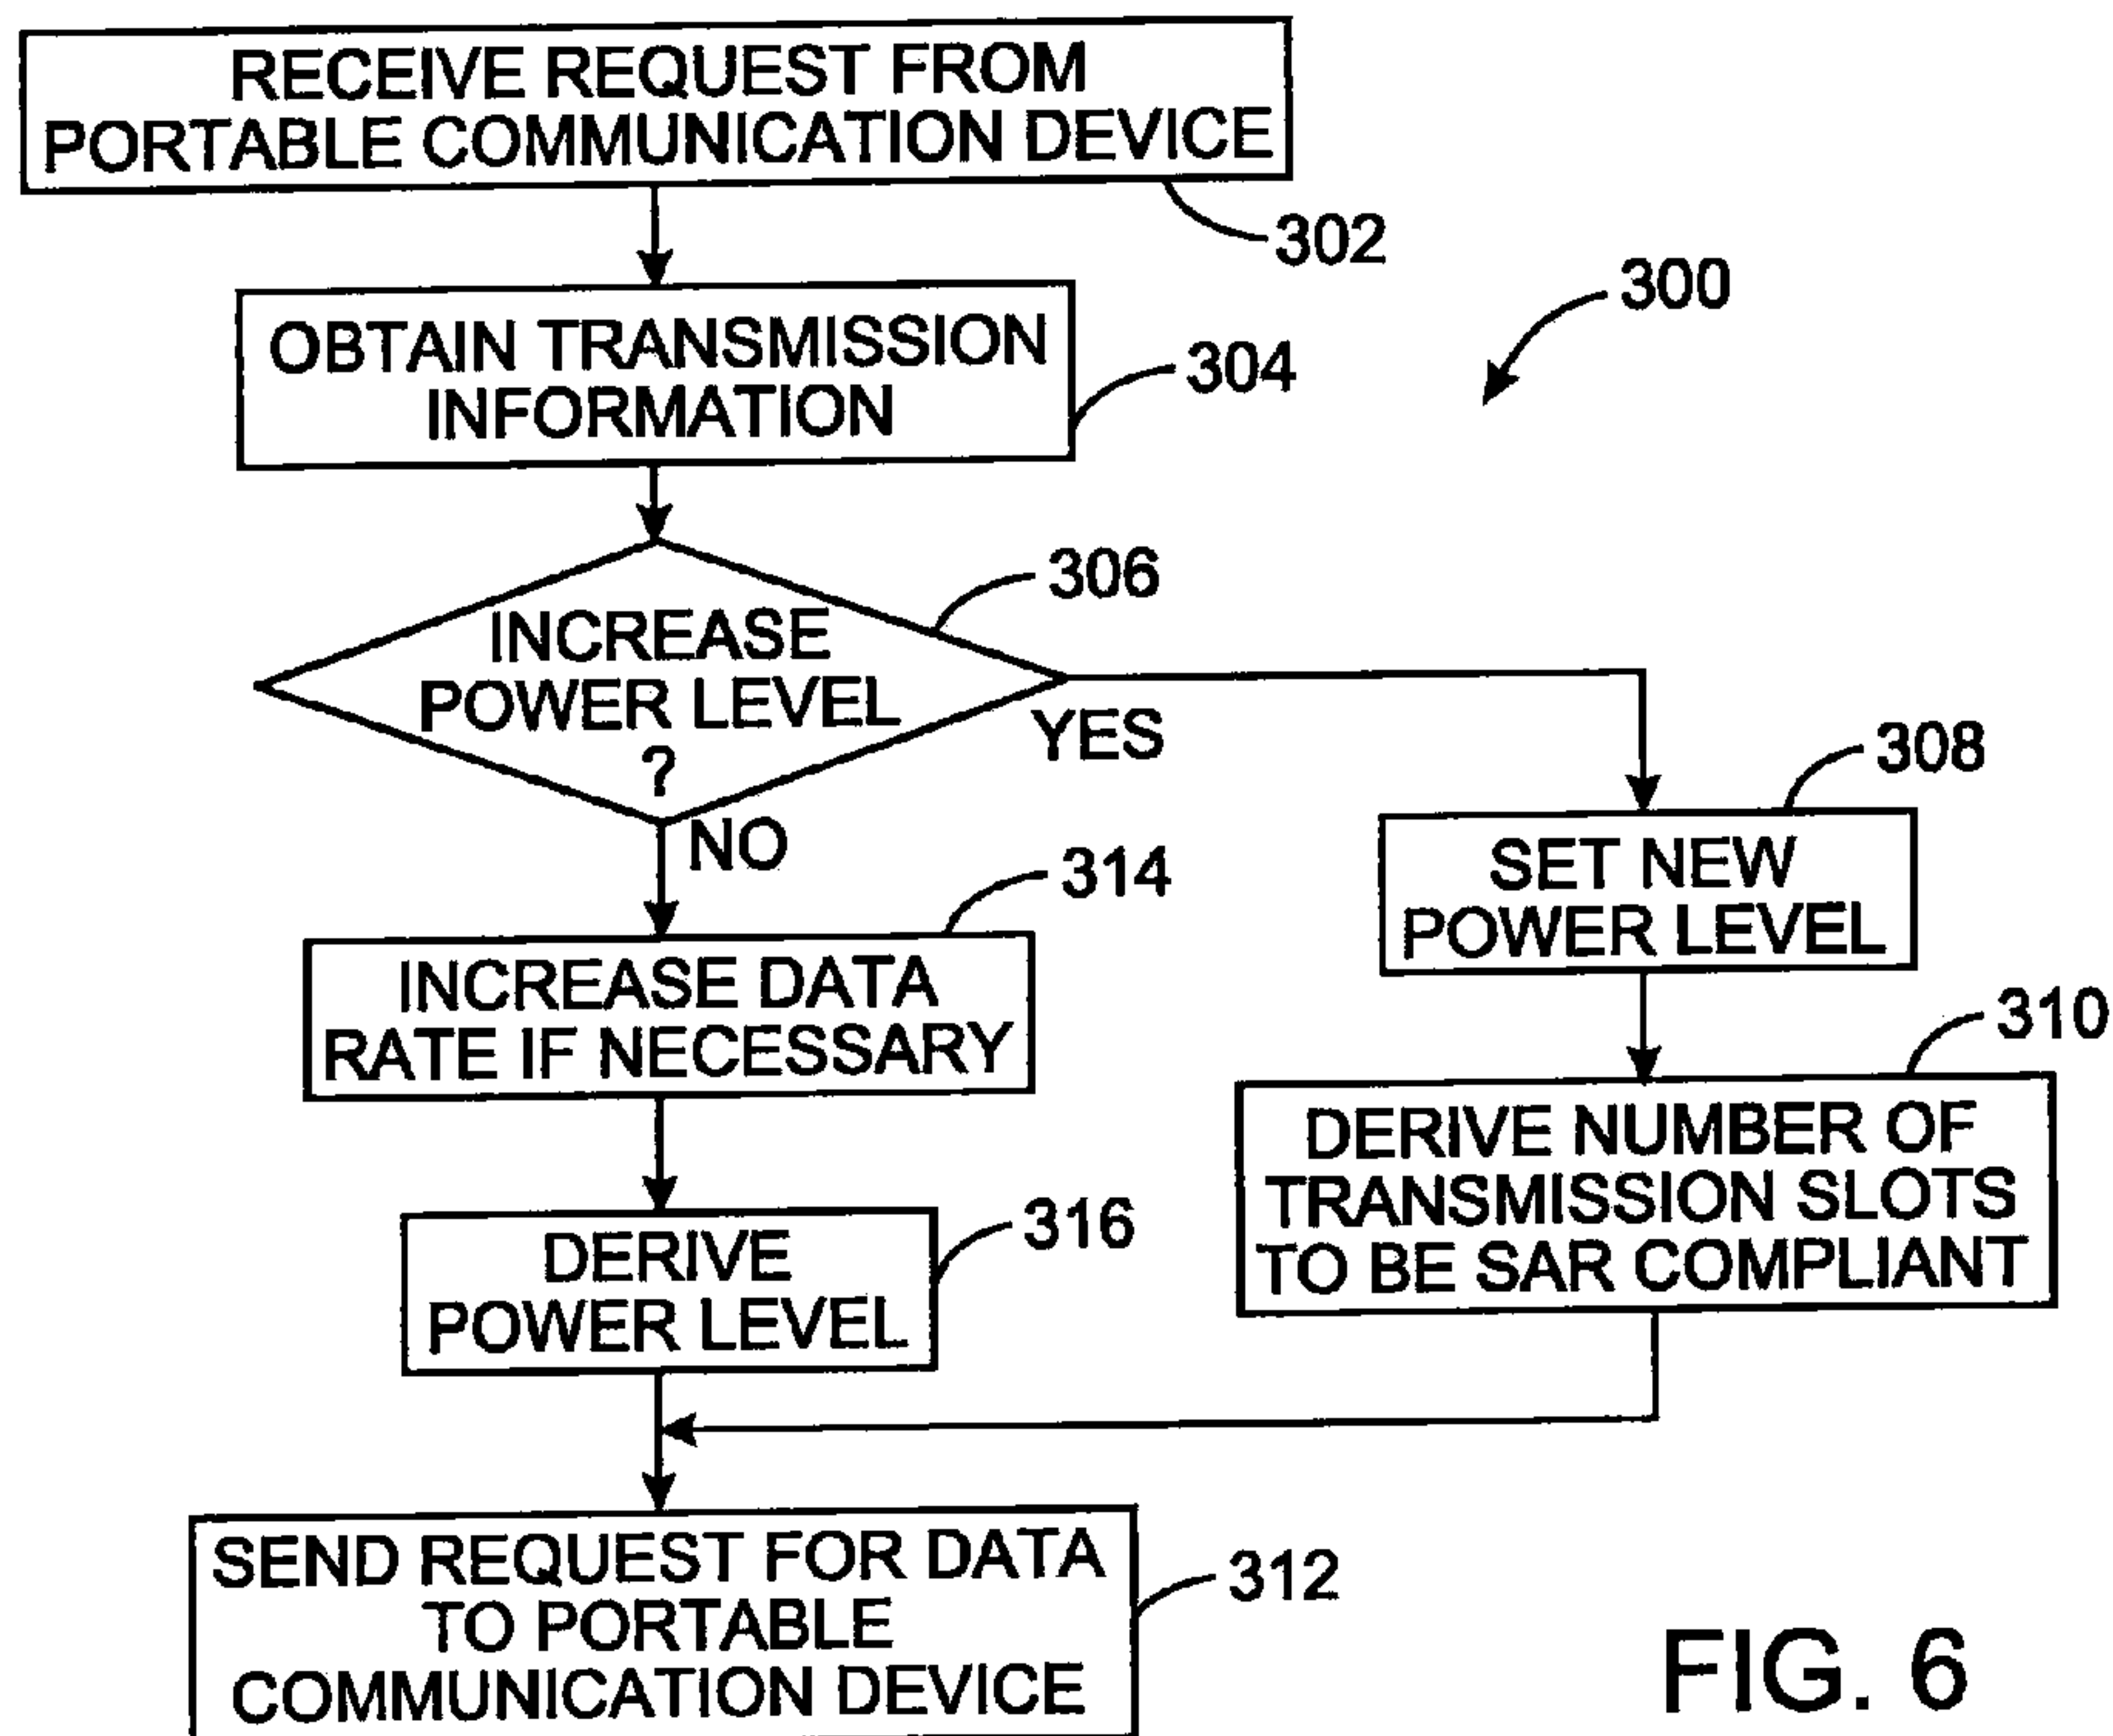 RECEIVE REQUEST FROM
PORTABLE COMMUNICATION DEVICE
302
300
OBTAIN TRANSMISSION
INFORMATION
304
306
INCREASE
POWER LEVEL
?
YES
NO
308
SET NEW
POWER LEVEL
314
INCREASE DATA
RATE IF NECESSARY
310
DERIVE NUMBER OF
TRANSMISSION SLOTS
TO BE SAR COMPLIANT
316
DERIVE
POWER LEVEL
SEND REQUEST FOR DATA
TO PORTABLE
COMMUNICATION DEVICE
312
FIG. 6